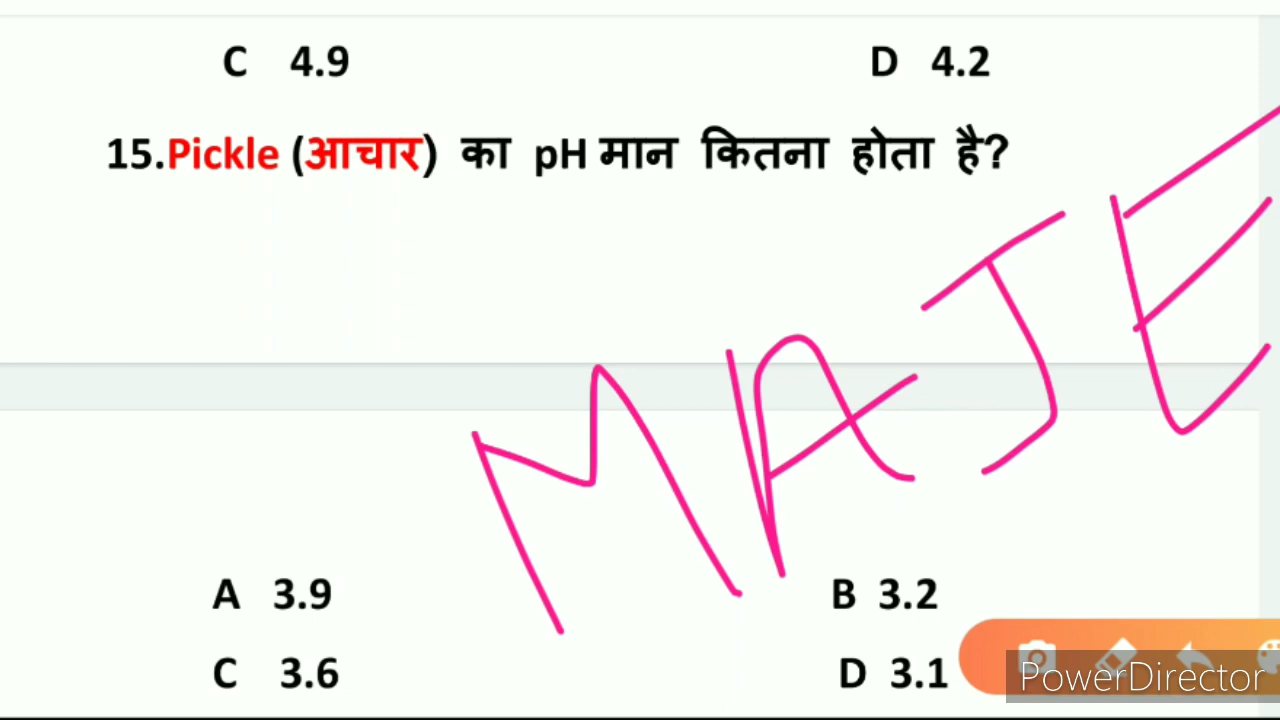 C 4.9 D 4.2
15.Pickle (आचार) का pH मान कितना होता है?
MAJE
A 3.9 B 3.2
C 3.6 D 3.1
PowerDirector